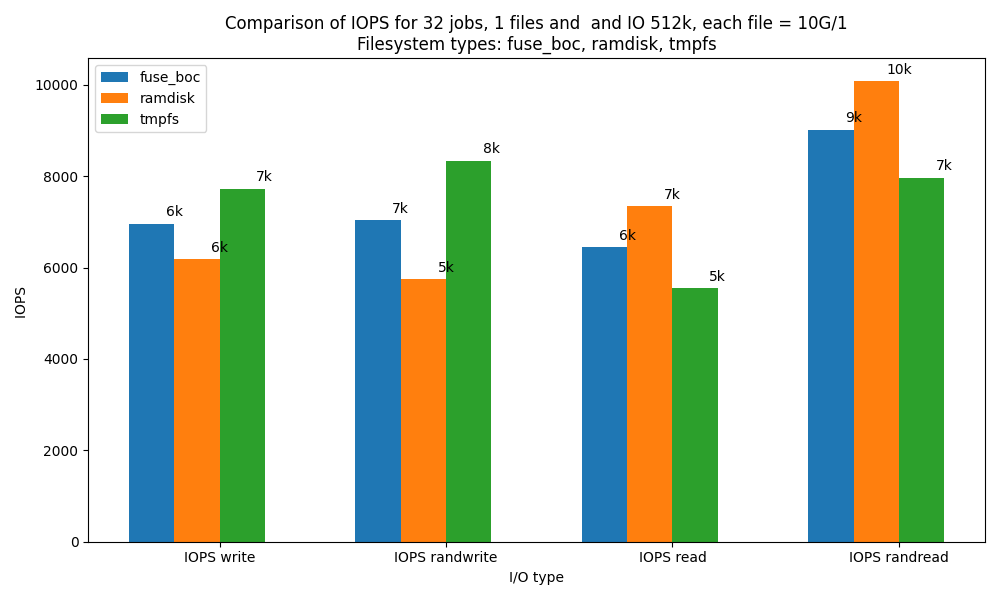 Comparison of IOPS for 32 jobs, 1 files and  and IO 512k, each file = 10G/1
Filesystem types: fuse_boc, ramdisk, tmpfs
fuse_boc
ramdisk
tmpfs
10000
8000
6000
4000
2000
0
IOPS
6k
6k
7k
7k
5k
8k
6k
7k
5k
9k
10k
7k
IOPS write
IOPS randwrite
IOPS read
IOPS randread
I/O type